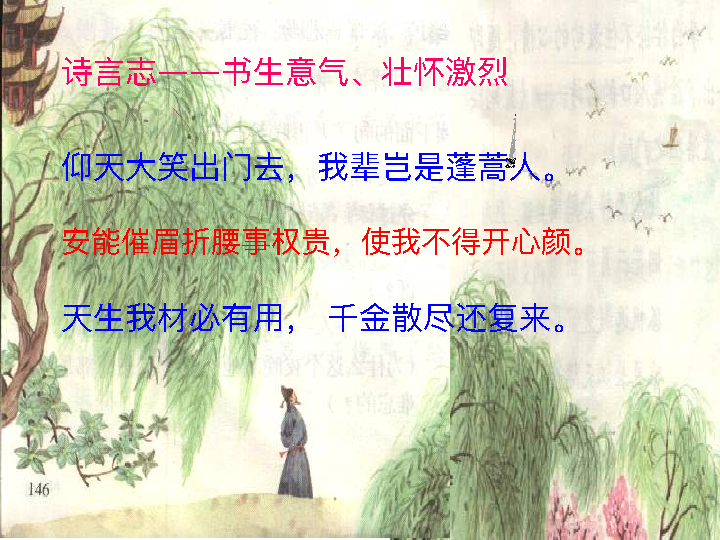 诗言志——书生意气、壮怀激烈
仰天大笑出门去，我辈岂是蓬蒿人。
安能催眉折腰事权贵，使我不得开心颜。
天生我材必有用， 千金散尽还复来。
146